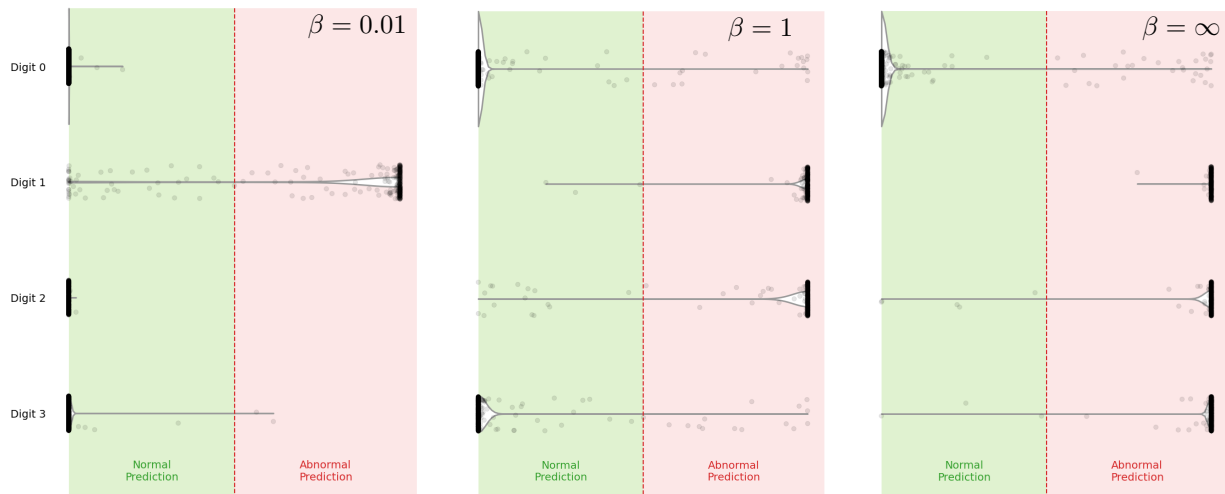 β = 0.01
β = 1
β = ∞
Digit 0
Digit 1
Digit 2
Digit 3
Normal
Prediction
Abnormal
Prediction
Normal
Prediction
Abnormal
Prediction
Normal
Prediction
Abnormal
Prediction